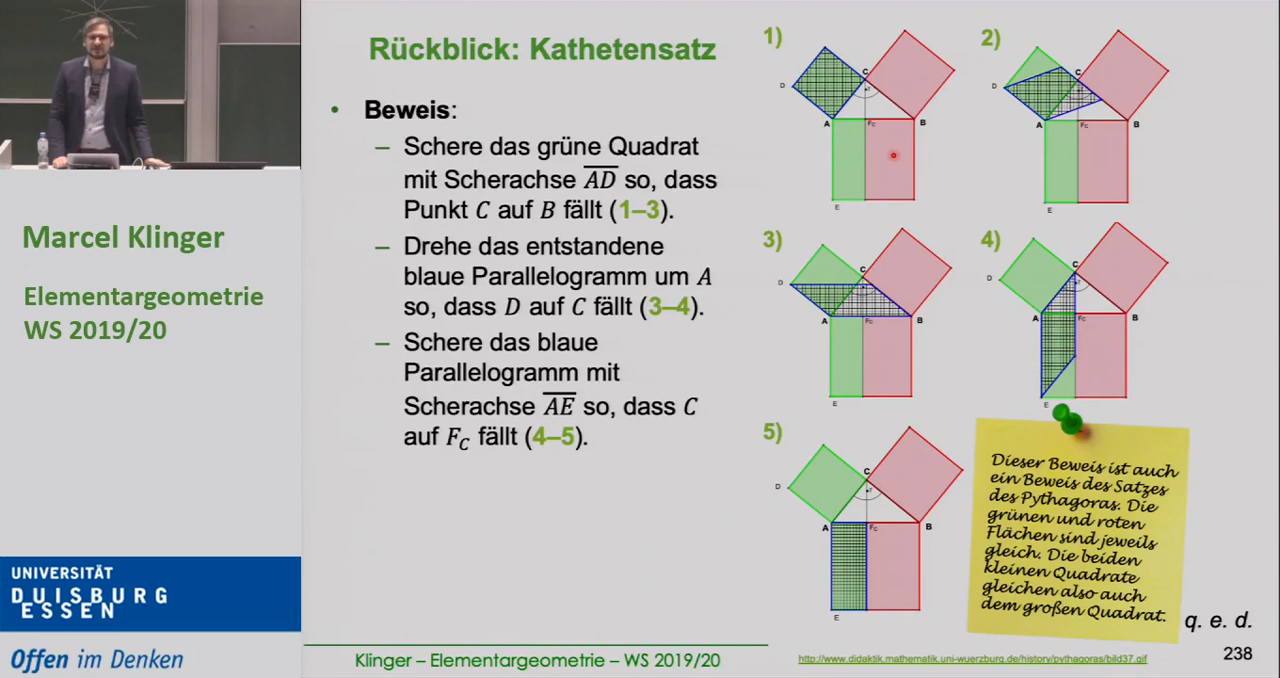 Rückblick: Kathetensatz
• Beweis:
– Schere das grüne Quadrat
mit Scherachse A̅D̅ so, dass
Punkt C auf B fällt (1–3).
– Drehe das entstandene
blaue Parallelogramm um A
so, dass D auf C fällt (3–4).
– Schere das blaue
Parallelogramm mit
Scherachse A̅E̅ so, dass C
auf F_C fällt (4–5).
1)
D
C
A
F_C
B
E
2)
D
C
A
F_C
B
E
3)
D
C
A
F_C
B
E
4)
D
C
A
F_C
B
E
5)
D
C
A
F_C
B
E
Dieser Beweis ist auch
ein Beweis des Satzes
des Pythagoras. Die
grünen und roten
Flächen sind jeweils
gleich. Die beiden
kleinen Quadrate
gleichen also auch
dem großen Quadrat.
q. e. d.
Marcel Klinger
Elementargeometrie
WS 2019/20
UNIVERSITÄT
DUISBURG
ESSEN
Offen im Denken
Klinger – Elementargeometrie – WS 2019/20
http://www.didaktik.mathematik.uni-wuerzburg.de/history/pythagoras/bild37.gif
238